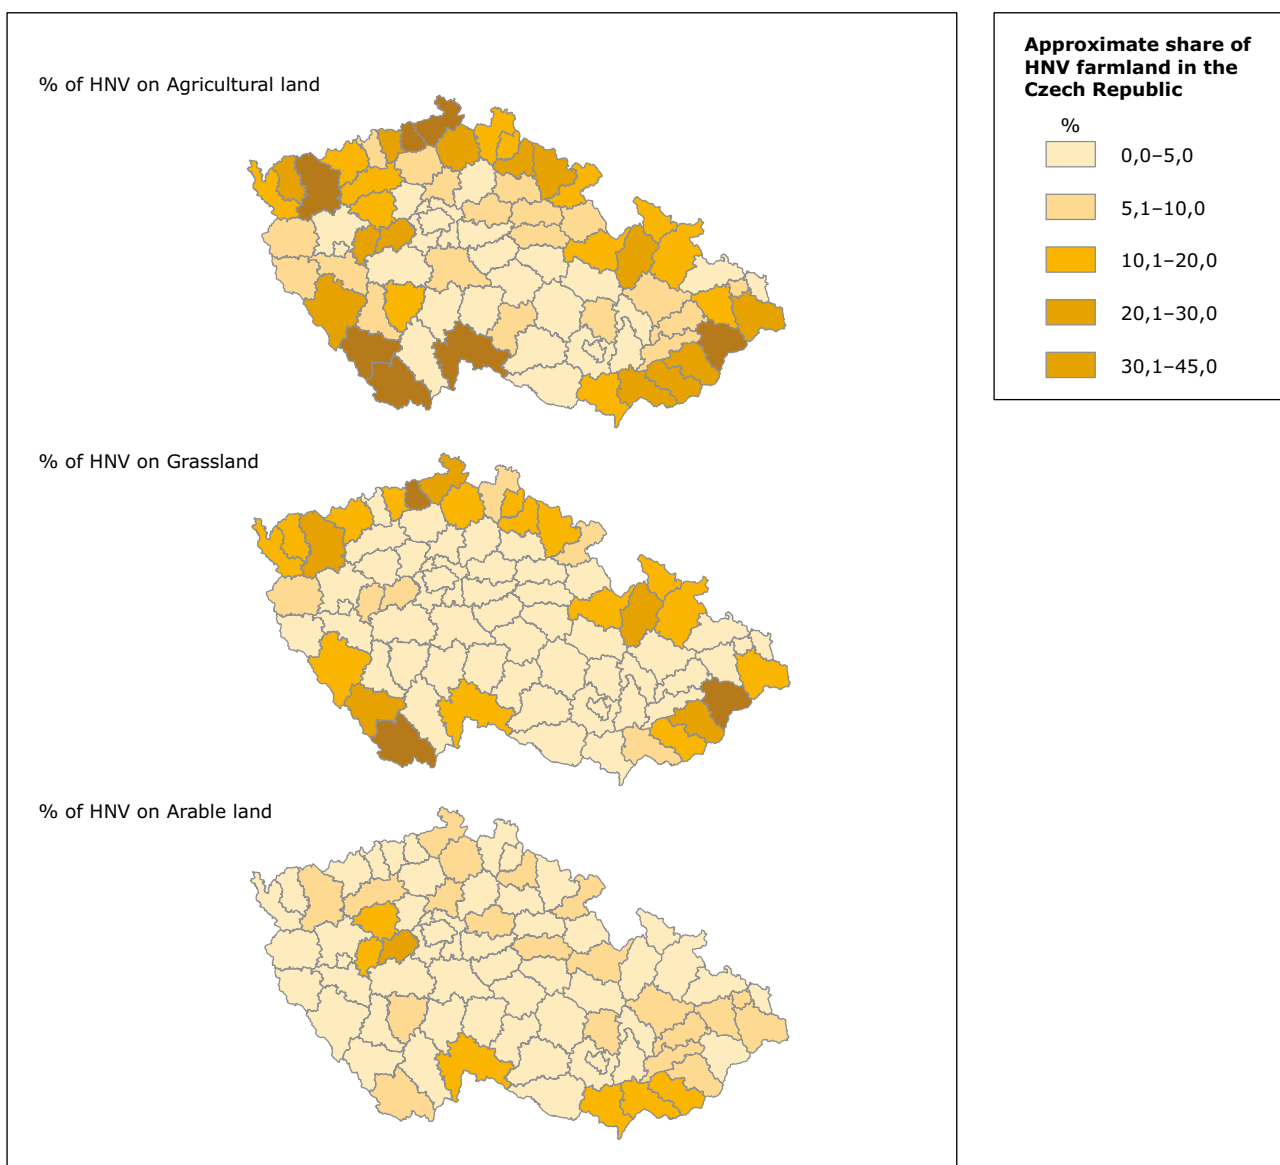 % of HNV on Agricultural land
% of HNV on Grassland
% of HNV on Arable land
Approximate share of
HNV farmland in the
Czech Republic
%
0,0–5,0
5,1–10,0
10,1–20,0
20,1–30,0
30,1–45,0